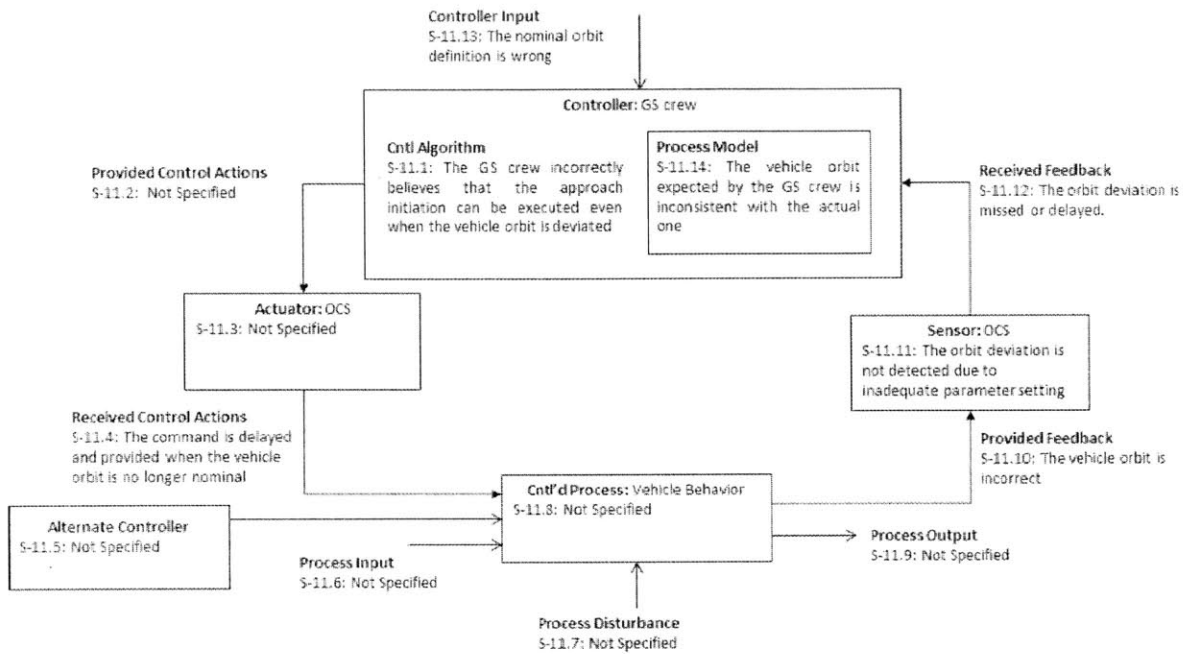 Controller Input
S-11.13: The nominal orbit
definition is wrong
Controller: GS crew
Cntl Algorithm
S-11.1: The GS crew incorrectly
believes that the approach
initiation can be executed even
when the vehicle orbit is deviated
Process Model
S-11.14: The vehicle orbit
expected by the GS crew is
inconsistent with the actual
one
Provided Control Actions
S-11.2: Not Specified
Received Feedback
S-11.12: The orbit deviation is
missed or delayed.
Actuator: OCS
S-11.3: Not Specified
Sensor: OCS
S-11.11: The orbit deviation is
not detected due to
inadequate parameter setting
Received Control Actions
S-11.4: The command is delayed
and provided when the vehicle
orbit is no longer nominal
Provided Feedback
S-11.10: The vehicle orbit is
incorrect
Cntl'd Process: Vehicle Behavior
S-11.8: Not Specified
Alternate Controller
S-11.5: Not Specified
Process Input
S-11.6: Not Specified
Process Output
S-11.9: Not Specified
Process Disturbance
S-11.7: Not Specified